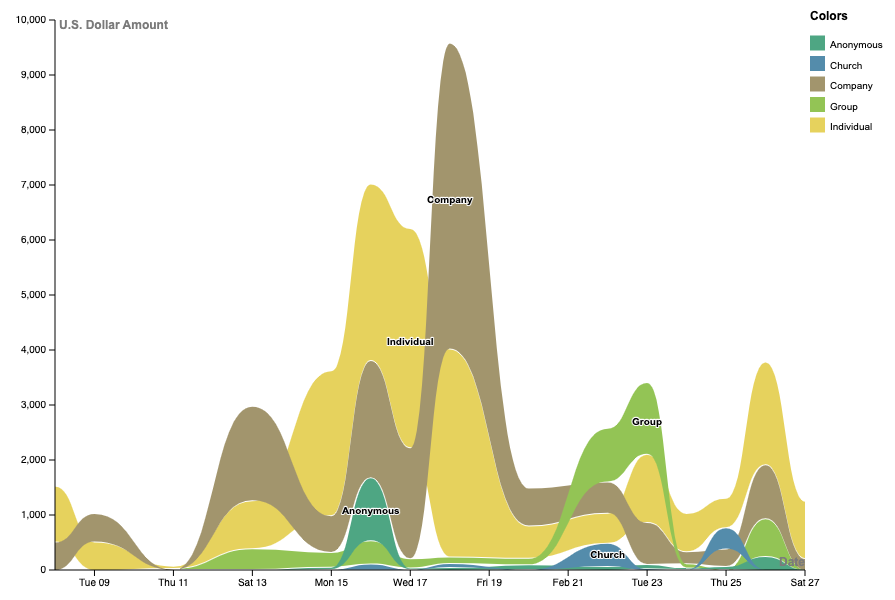 U.S. Dollar Amount
10,000
9,000
8,000
7,000
6,000
5,000
4,000
3,000
2,000
1,000
0
Company
Individual
Group
Anonymous
Church
Date
Tue 09
Thu 11
Sat 13
Mon 15
Wed 17
Fri 19
Feb 21
Tue 23
Thu 25
Sat 27
Colors
Anonymous
Church
Company
Group
Individual